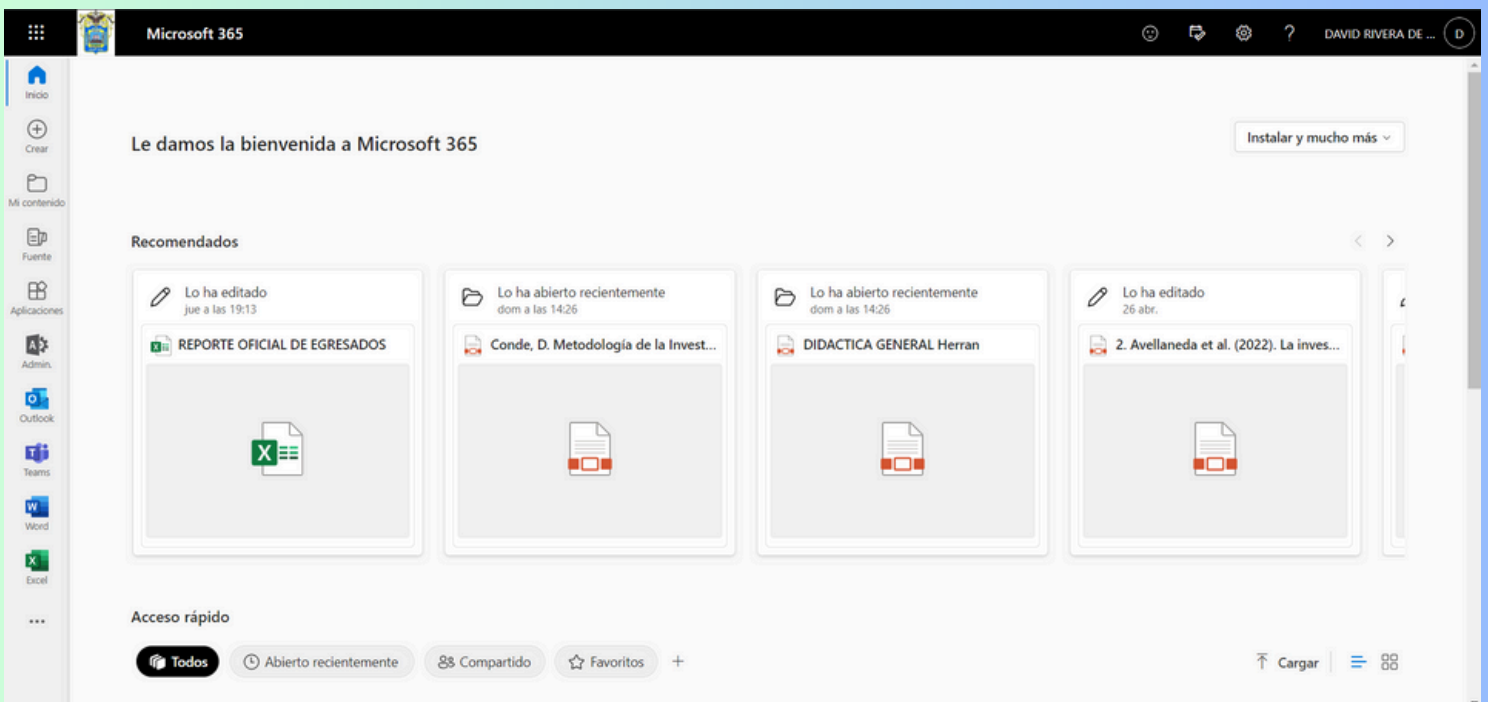 Microsoft 365
? DAVID RIVERA DE ... D
Inicio
Crear
Mi contenido
Fuente
Aplicaciones
Admin.
Outlook
Teams
Word
Excel
Le damos la bienvenida a Microsoft 365
Instalar y mucho más
Recomendados
Lo ha editado
jue a las 19:13
REPORTE OFICIAL DE EGRESADOS
Lo ha abierto recientemente
dom a las 14:26
Conde, D. Metodología de la Invest...
Lo ha abierto recientemente
dom a las 14:26
DIDACTICA GENERAL Herran
Lo ha editado
26 abr.
2. Avellaneda et al. (2022). La inves...
Acceso rápido
Todos
Abierto recientemente
Compartido
Favoritos
Cargar